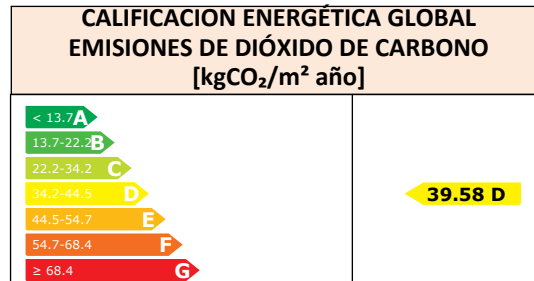 CALIFICACION ENERGÉTICA GLOBAL
EMISIONES DE DIÓXIDO DE CARBONO
[kgCO₂/m² año]
< 13.7 A
13.7-22.2 B
22.2-34.2 C
34.2-44.5 D
39.58 D
44.5-54.7 E
54.7-68.4 F
≥ 68.4 G